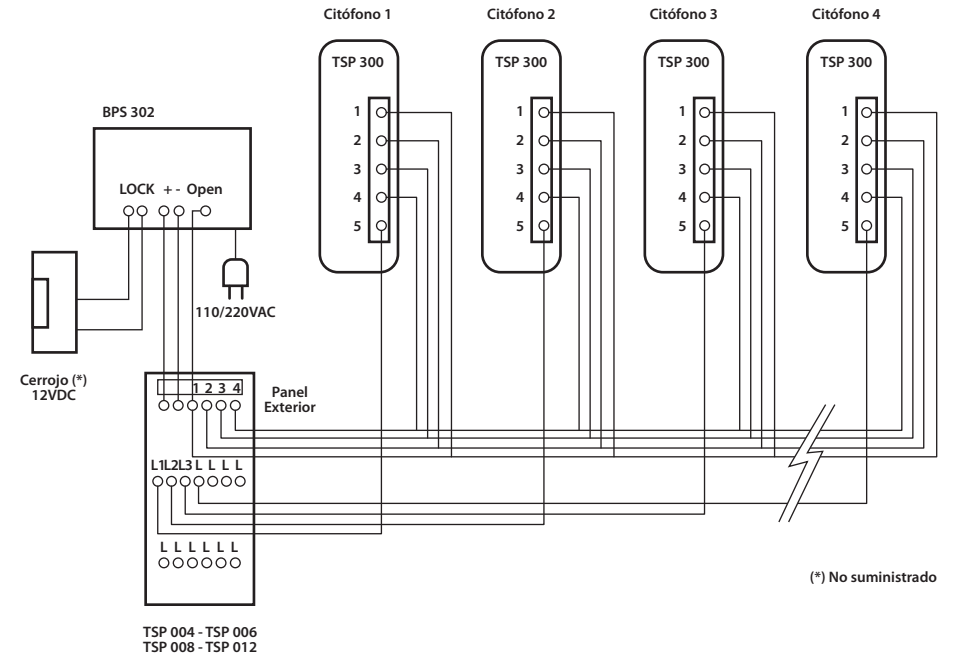 Citófono 1
Citófono 2
Citófono 3
Citófono 4
TSP 300
TSP 300
TSP 300
TSP 300
1
2
3
4
5
1
2
3
4
5
1
2
3
4
5
1
2
3
4
5
BPS 302
LOCK + - Open
110/220VAC
Cerrojo (*)
12VDC
1 2 3 4
Panel
Exterior
L1 L2 L3 L L L L
L L L L L L
(*) No suministrado
TSP 004 - TSP 006
TSP 008 - TSP 012